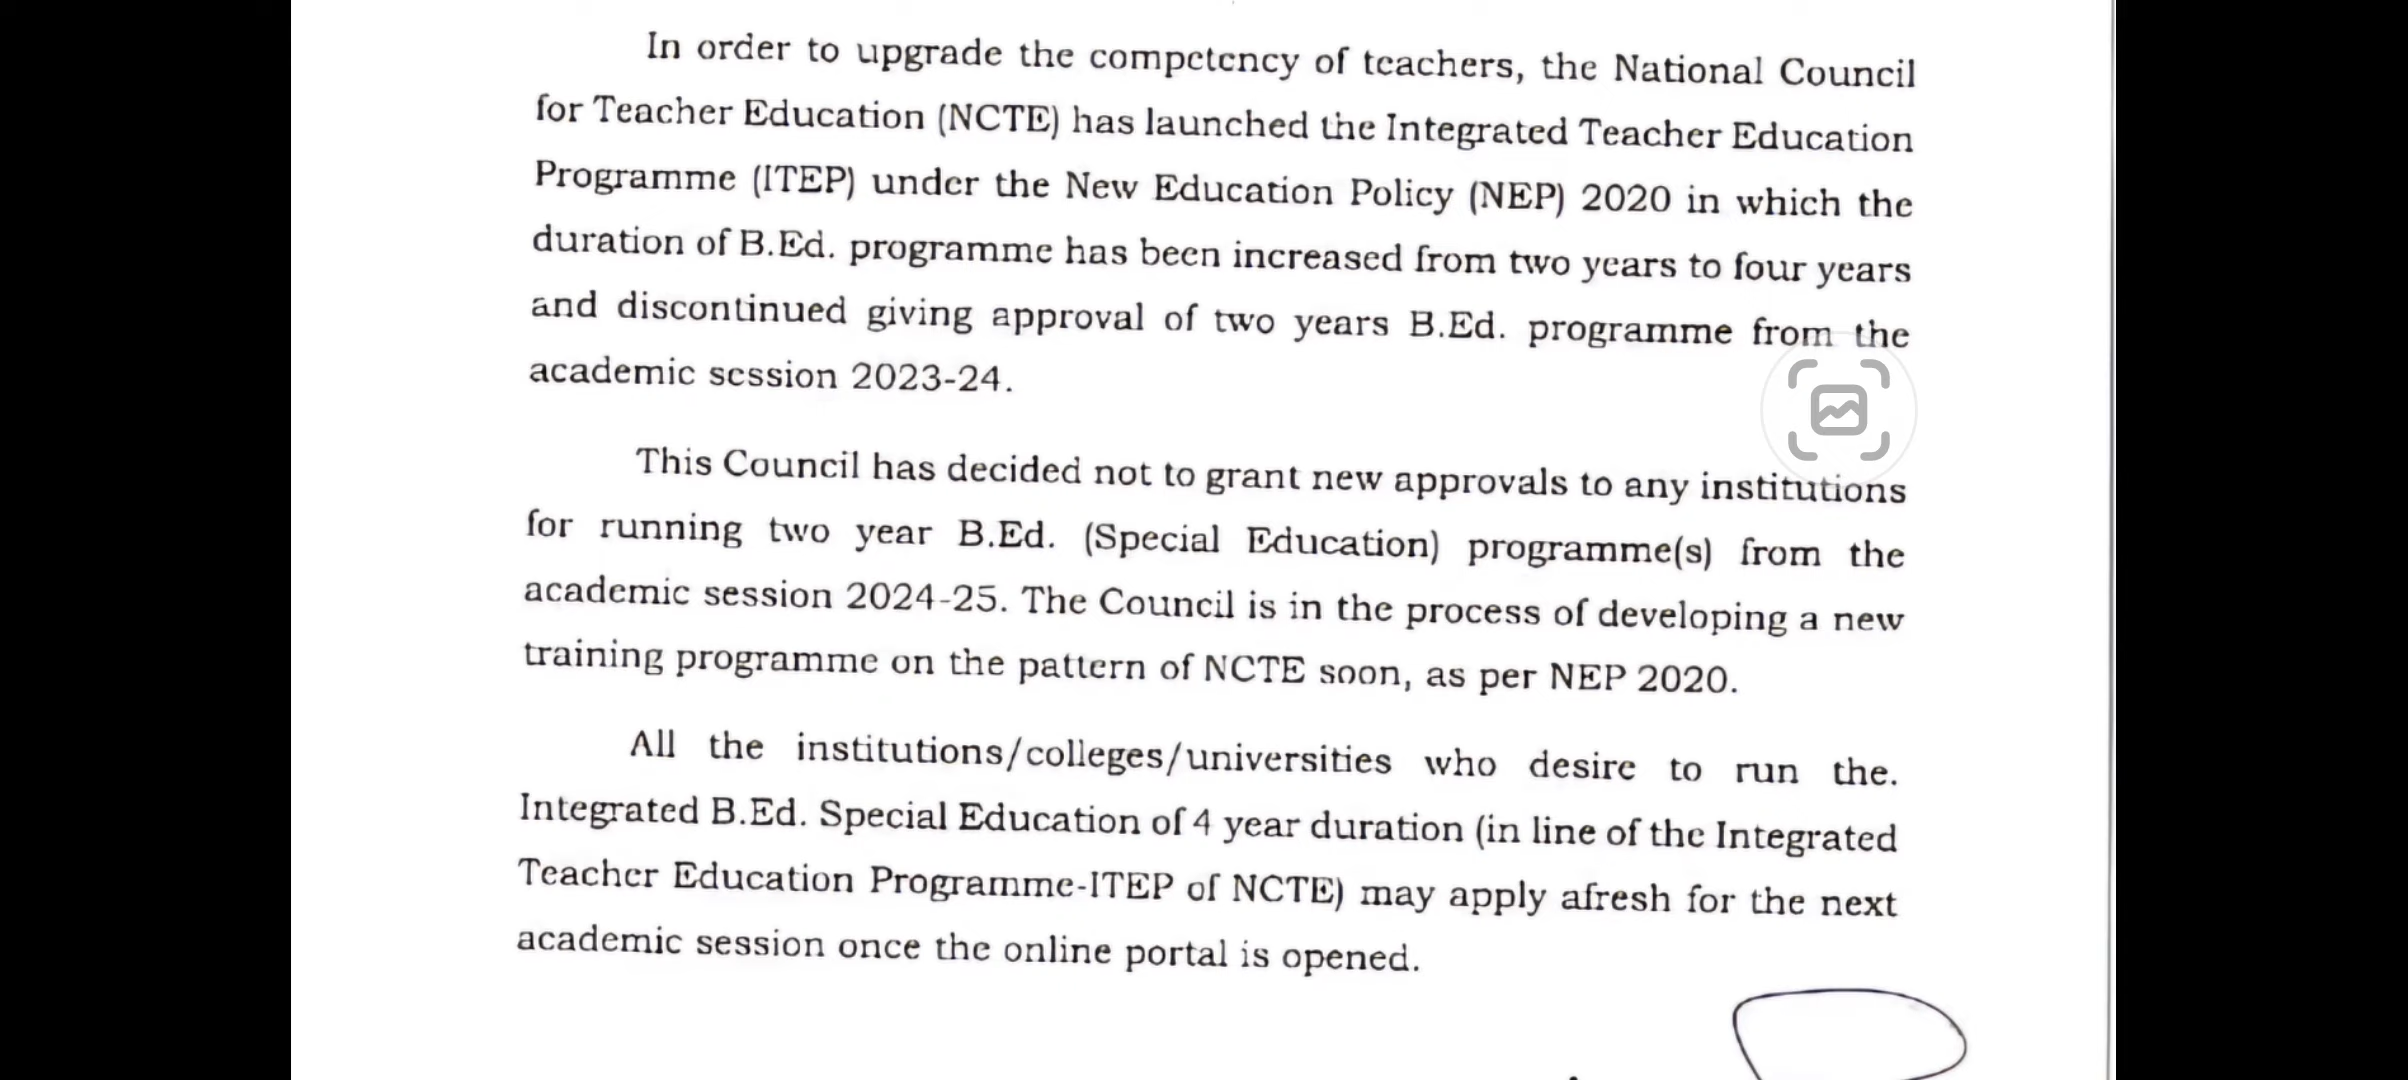 In order to upgrade the competency of teachers, the National Council
for Teacher Education (NCTE) has launched the Integrated Teacher Education
Programme (ITEP) under the New Education Policy (NEP) 2020 in which the
duration of B.Ed. programme has been increased from two years to four years
and discontinued giving approval of two years B.Ed. programme from the
academic session 2023-24.
This Council has decided not to grant new approvals to any institutions
for running two year B.Ed. (Special Education) programme(s) from the
academic session 2024-25. The Council is in the process of developing a new
training programme on the pattern of NCTE soon, as per NEP 2020.
All the institutions/colleges/universities who desire to run the.
Integrated B.Ed. Special Education of 4 year duration (in line of the Integrated
Teacher Education Programme-ITEP of NCTE) may apply afresh for the next
academic session once the online portal is opened.